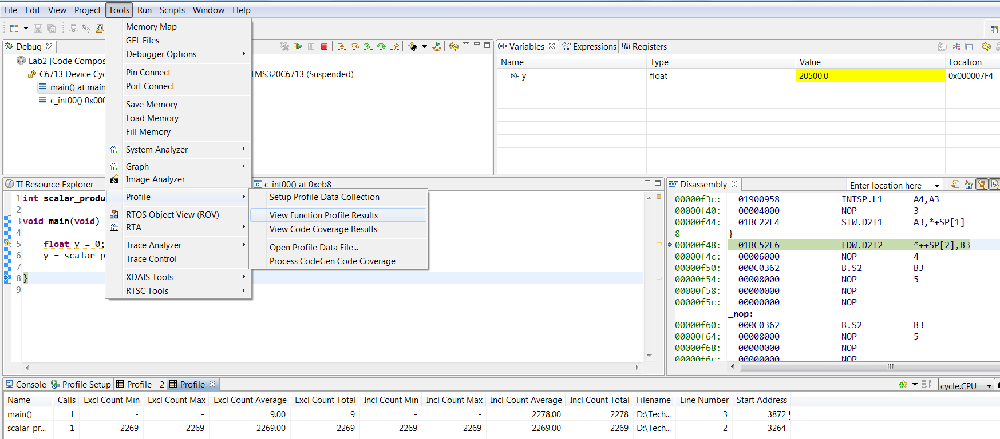 File Edit View Project Tools Run Scripts Window Help
Debug
Lab2 [Code Compos
C6713 Device Cyc
TMS320C6713 (Suspended)
main() at main
c_int00() 0x000
Memory Map
GEL Files
Debugger Options
Pin Connect
Port Connect
Save Memory
Load Memory
Fill Memory
System Analyzer
Graph
Image Analyzer
Profile
RTOS Object View (ROV)
RTA
Trace Analyzer
Trace Control
XDAIS Tools
RTSC Tools
Setup Profile Data Collection
View Function Profile Results
View Code Coverage Results
Open Profile Data File...
Process CodeGen Code Coverage
(x)= Variables Expressions 1010 0101 Registers
Name Type Value Location
(x)= y float 20500.0 0x000007F4
TI Resource Explorer
c_int00() at 0xeb8
1 int scalar_produ
2
3 void main(void)
4
5 float y = 0;
6 y = scalar_p
7
8 }
9
Disassembly Enter location here
00000f3c: 01900958 INTSP.L1 A4,A3
00000f40: 00004000 NOP 3
00000f44: 01BC22F4 STW.D2T1 A3,*+SP[1]
8 }
00000f48: 01BC52E6 LDW.D2T2 *++SP[2],B3
00000f4c: 00006000 NOP 4
00000f50: 000C0362 B.S2 B3
00000f54: 00008000 NOP 5
00000f58: 00000000 NOP
00000f5c: 00000000 NOP
_nop:
00000f60: 000C0362 B.S2 B3
00000f64: 00008000 NOP 5
00000f68: 00000000 NOP
00000f6c: 00000000 NOP
Console Profile Setup Profile - 2 Profile cycle.CPU
Name Calls Excl Count Min Excl Count Max Excl Count Average Excl Count Total Incl Count Min Incl Count Max Incl Count Average Incl Count Total Filename Line Number Start Address
main() 1 - - 9.00 9 - - 2278.00 2278 D:\Tech... 3 3872
scalar_pr... 1 2269 2269 2269.00 2269 2269 2269 2269.00 2269 D:\Tech... 2 3264